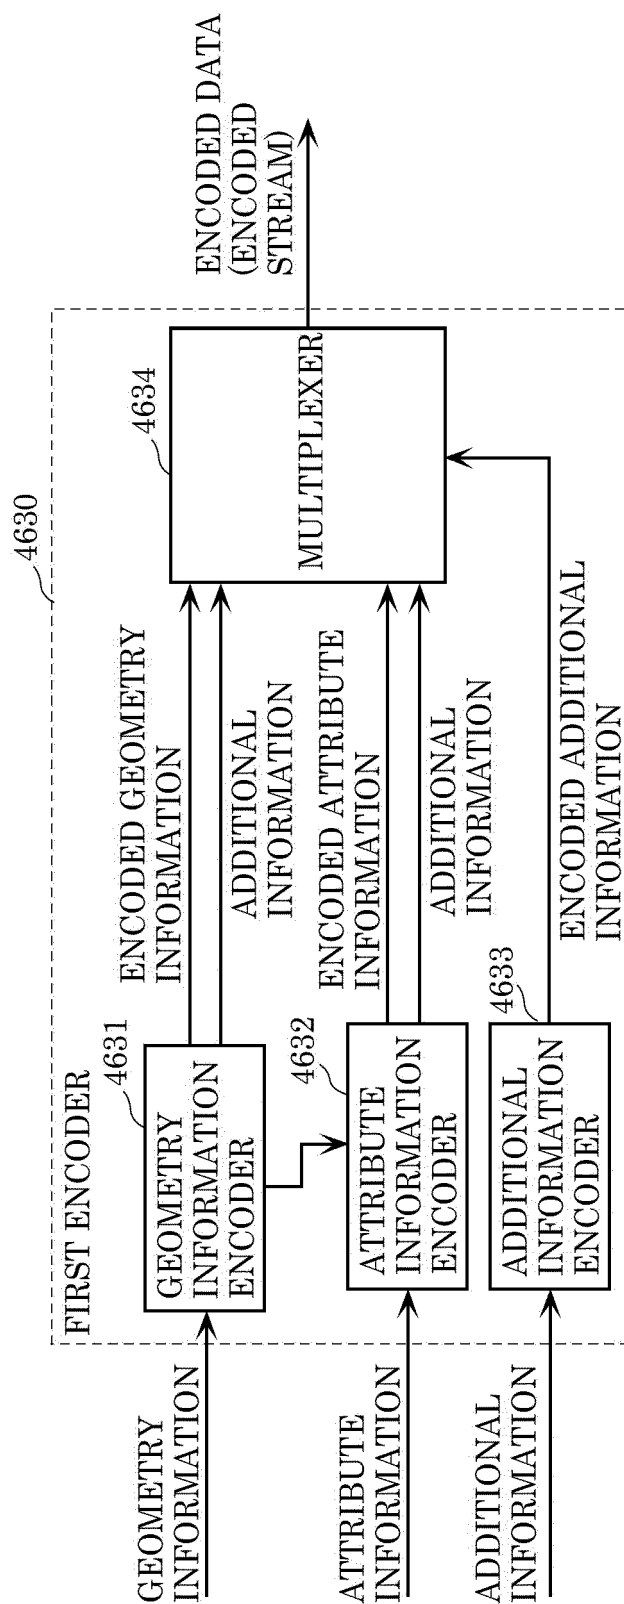 FIRST ENCODER
4630
GEOMETRY
INFORMATION
4631
GEOMETRY
INFORMATION
ENCODER
ENCODED GEOMETRY
INFORMATION
ADDITIONAL
INFORMATION
ATTRIBUTE
INFORMATION
4632
ATTRIBUTE
INFORMATION
ENCODER
ENCODED ATTRIBUTE
INFORMATION
ADDITIONAL
INFORMATION
ADDITIONAL
INFORMATION
4633
ADDITIONAL
INFORMATION
ENCODER
ENCODED ADDITIONAL
INFORMATION
4634
MULTIPLEXER
ENCODED DATA
(ENCODED
STREAM)